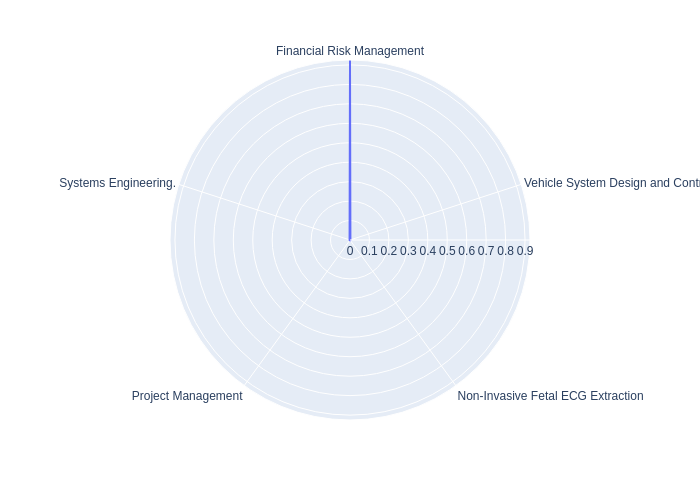 Financial Risk Management
Systems Engineering.
Vehicle System Design and
0 0.1 0.2 0.3 0.4 0.5 0.6 0.7 0.8 0.9
Project Management
Non-Invasive Fetal ECG Extraction